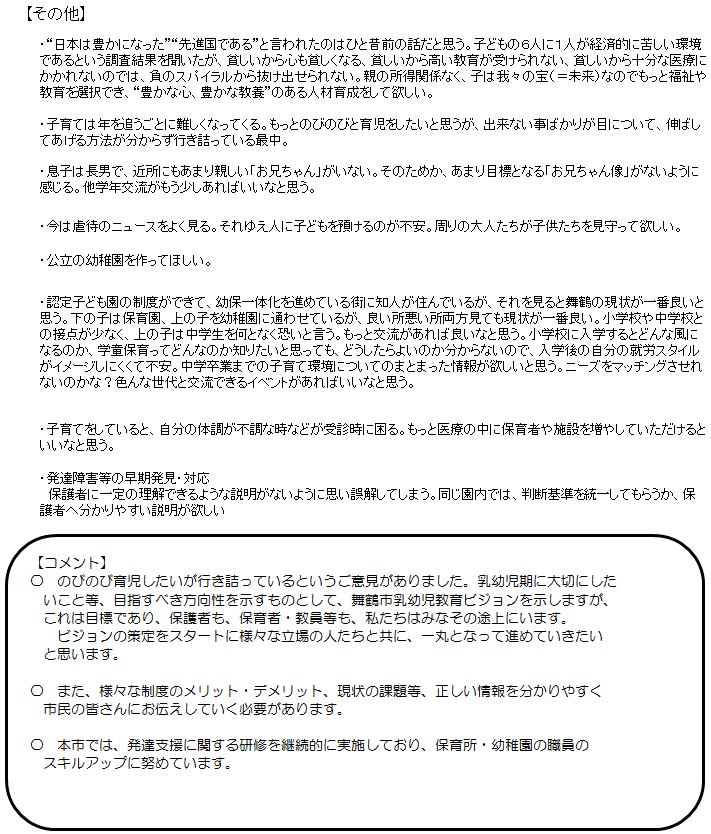 【その他】
・“日本は豊かになった”“先進国である”と言われたのはひと昔前の話だと思う。子どもの６人に１人が経済的に苦しい環境
であるという調査結果を聞いたが、貧しいから心も貧しくなる、貧しいから高い教育が受けられない、貧しいから十分な医療に
かかれないのでは、負のスパイラルから抜け出せられない。親の所得関係なく、子は我々の宝（＝未来）なのでもっと福祉や
教育を選択でき、“豊かな心、豊かな教養”のある人材育成をして欲しい。
・子育ては年を追うごとに難しくなってくる。もっとのびのびと育児をしたいと思うが、出来ない事ばかりが目について、伸ばし
てあげる方法が分からず行き詰っている最中。
・息子は長男で、近所にもあまり親しい「お兄ちゃん」がいない。そのためか、あまり目標となる「お兄ちゃん像」がないように
感じる。他学年交流がもう少しあればいいなと思う。
・今は虐待のニュースをよく見る。それゆえ人に子どもを預けるのが不安。周りの大人たちが子供たちを見守って欲しい。
・公立の幼稚園を作ってほしい。
・認定子ども園の制度ができて、幼保一体化を進めている街に知人が住んでいるが、それを見ると舞鶴の現状が一番良いと
思う。下の子は保育園、上の子を幼稚園に通わせているが、良い所悪い所両方見ても現状が一番良い。小学校や中学校と
の接点が少なく、上の子は中学生を何となく恐いと言う。もっと交流があれば良いなと思う。小学校に入学するとどんな風に
なるのか、学童保育ってどんなのか知りたいと思っても、どうしたらよいのか分からないので、入学後の自分の就労スタイル
がイメージしにくくて不安。中学卒業までの子育て環境についてのまとまった情報が欲しいと思う。ニーズをマッチングさせれ
ないのかな？色んな世代と交流できるイベントがあればいいなと思う。
・子育てをしていると、自分の体調が不調な時などが受診時に困る。もっと医療の中に保育者や施設を増やしていただけると
いいなと思う。
・発達障害等の早期発見・対応
保護者に一定の理解できるような説明がないように思い誤解してしまう。同じ園内では、判断基準を統一してもらうか、保
護者へ分かりやすい説明が欲しい
【コメント】
○　のびのび育児したいが行き詰っているというご意見がありました。乳幼児期に大切にした
いこと等、目指すべき方向性を示すものとして、舞鶴市乳幼児教育ビジョンを示しますが、
これは目標であり、保護者も、保育者・教員等も、私たちはみなその途上にいます。
ビジョンの策定をスタートに様々な立場の人たちと共に、一丸となって進めていきたい
と思います。
○　また、様々な制度のメリット・デメリット、現状の課題等、正しい情報を分かりやすく
市民の皆さんにお伝えしていく必要があります。
○　本市では、発達支援に関する研修を継続的に実施しており、保育所・幼稚園の職員の
スキルアップに努めています。